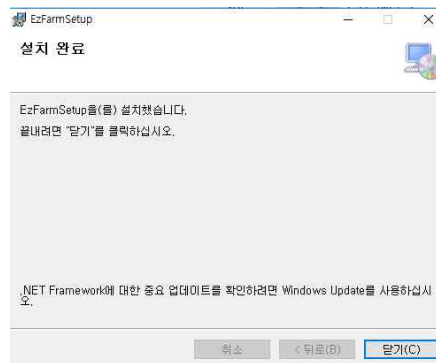 EzFarmSetup
설치 완료
EzFarmSetup을(를) 설치했습니다.
끝내려면 "닫기"를 클릭하십시오.
.NET Framework에 대한 중요 업데이트를 확인하려면 Windows Update를 사용하십시
오.
취소
< 뒤로(B)
닫기(C)